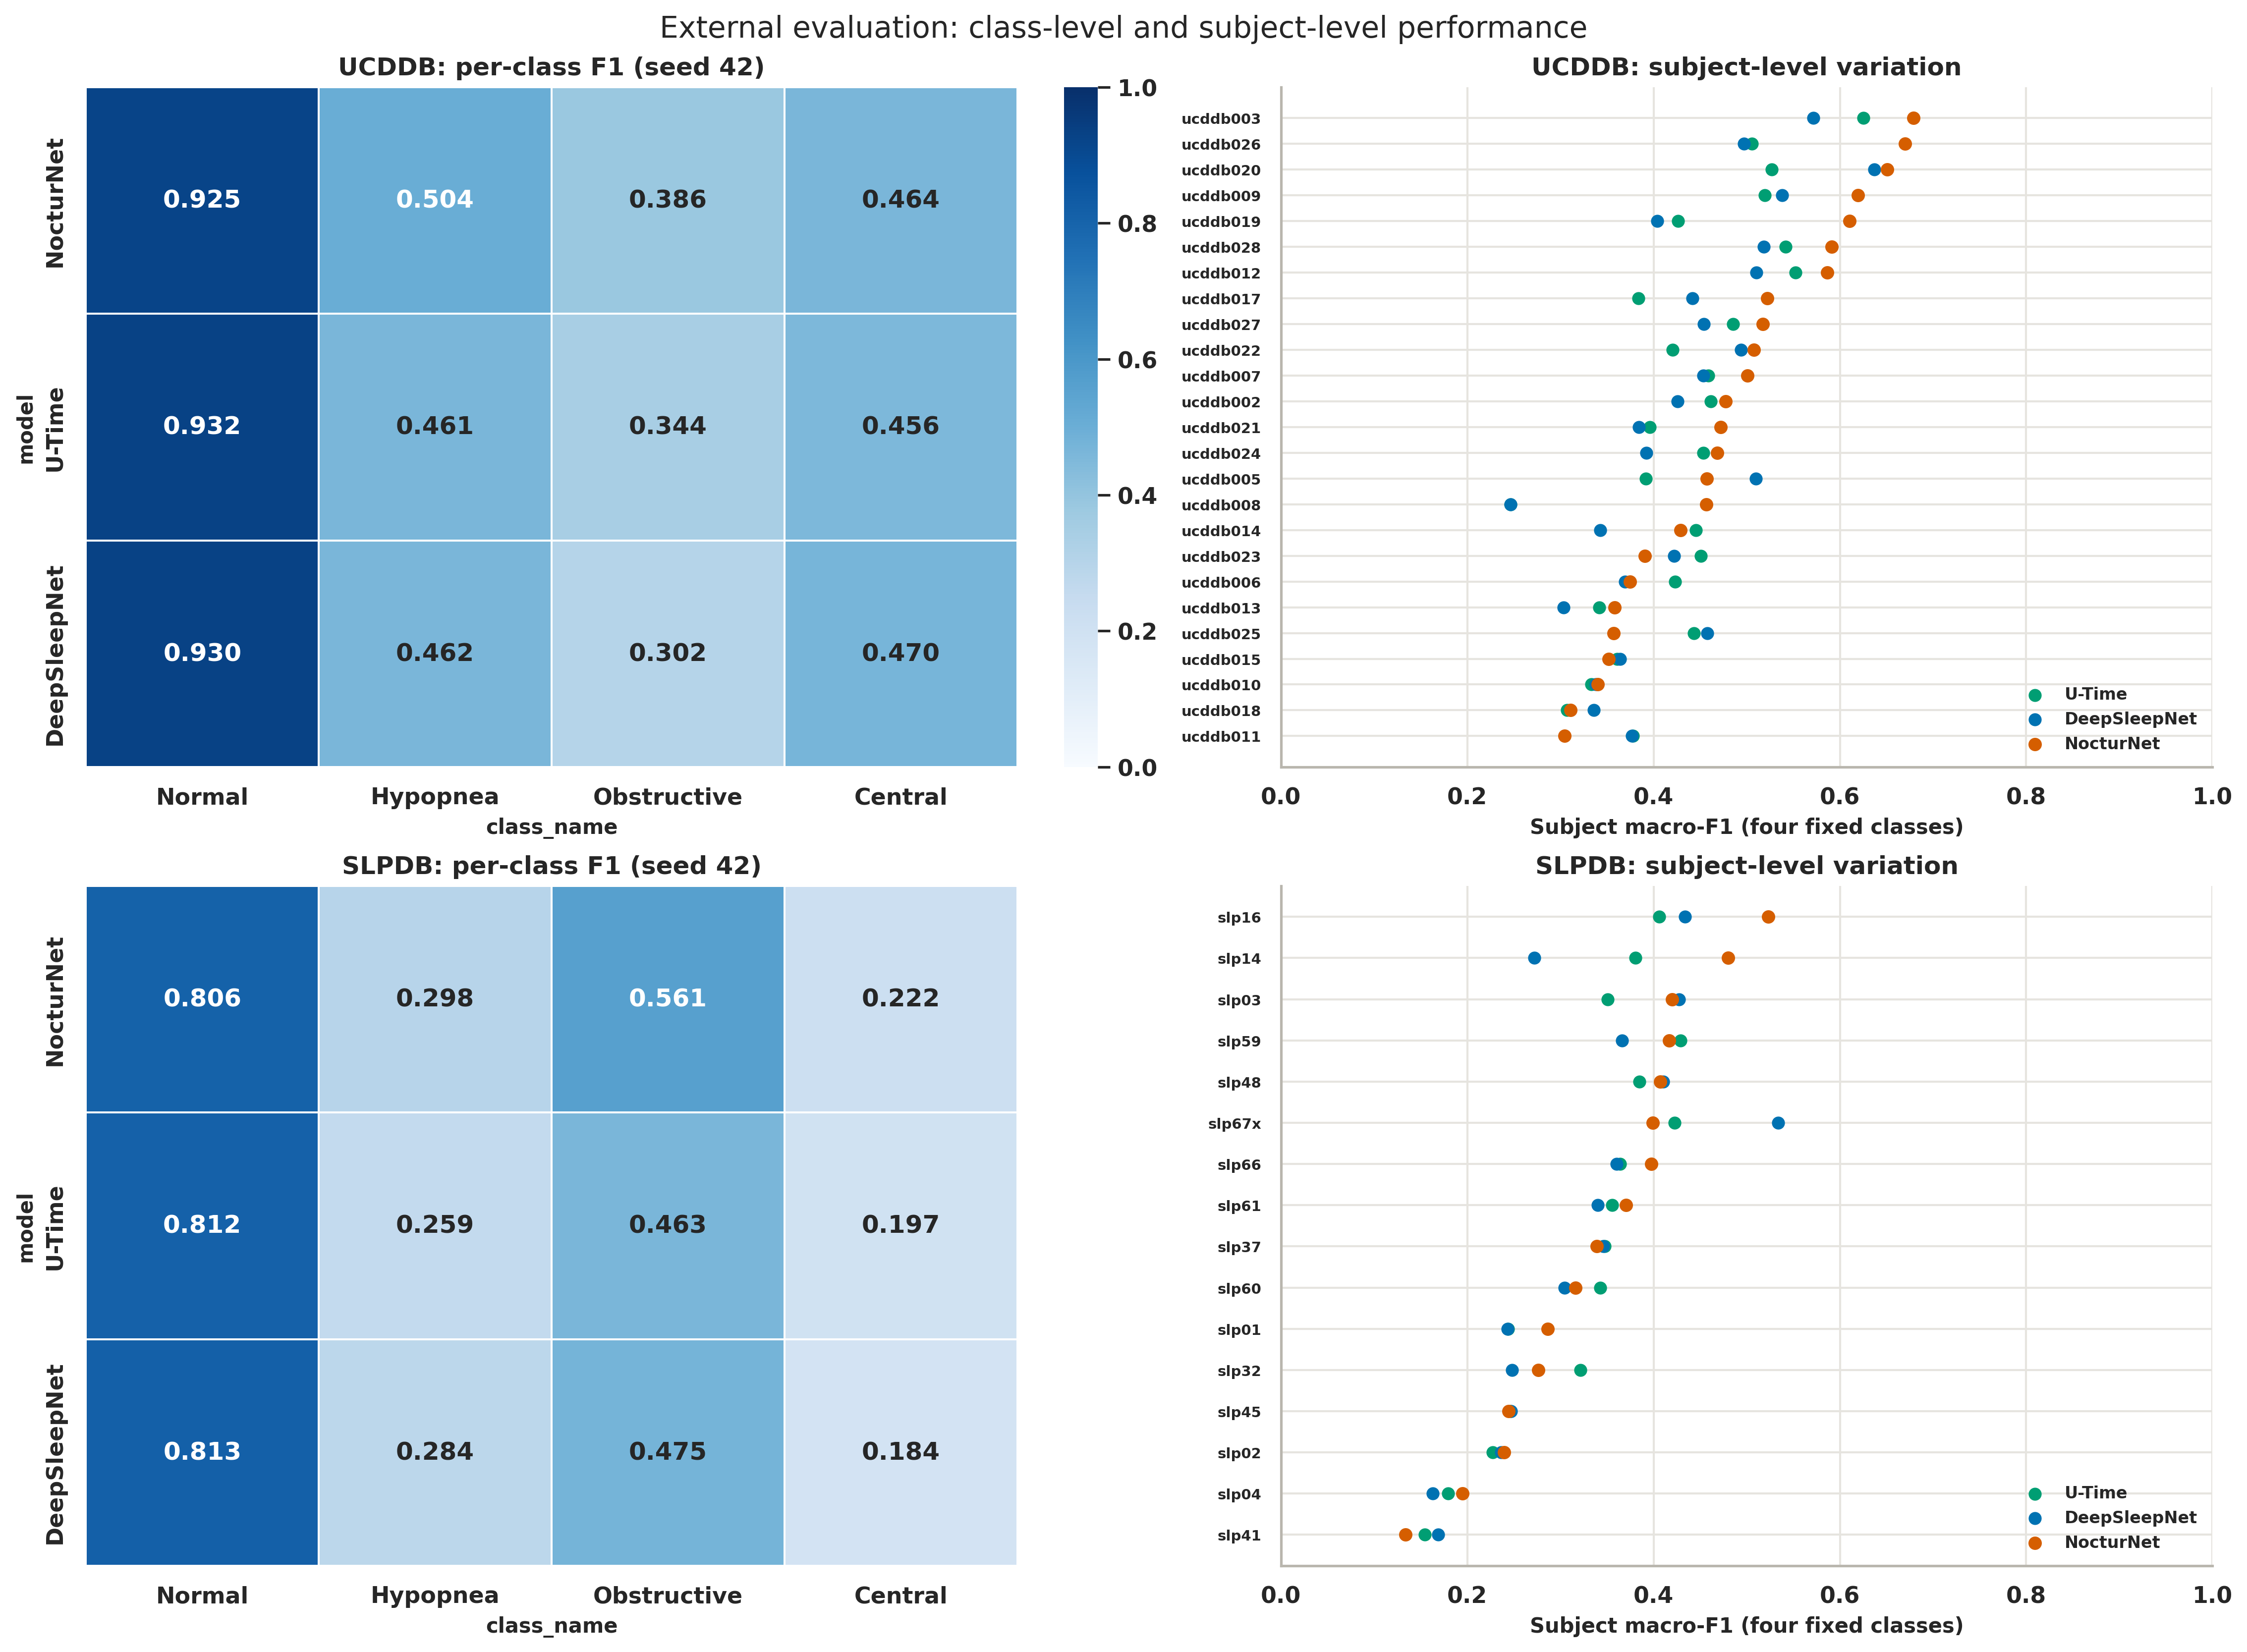 External evaluation: class-level and subject-level performance
UCDDB: per-class F1 (seed 42)
model
NocturNet
U-Time
DeepSleepNet
0.925 0.504 0.386 0.464
0.932 0.461 0.344 0.456
0.930 0.462 0.302 0.470
Normal Hypopnea Obstructive Central
class_name
1.0
0.8
0.6
0.4
0.2
0.0
UCDDB: subject-level variation
ucddb003
ucddb026
ucddb020
ucddb009
ucddb019
ucddb028
ucddb012
ucddb017
ucddb027
ucddb022
ucddb007
ucddb002
ucddb021
ucddb024
ucddb005
ucddb008
ucddb014
ucddb023
ucddb006
ucddb013
ucddb025
ucddb015
ucddb010
ucddb018
ucddb011
U-Time
DeepSleepNet
NocturNet
0.0 0.2 0.4 0.6 0.8 1.0
Subject macro-F1 (four fixed classes)
SLPDB: per-class F1 (seed 42)
model
NocturNet
U-Time
DeepSleepNet
0.806 0.298 0.561 0.222
0.812 0.259 0.463 0.197
0.813 0.284 0.475 0.184
Normal Hypopnea Obstructive Central
class_name
SLPDB: subject-level variation
slp16
slp14
slp03
slp59
slp48
slp67x
slp66
slp61
slp37
slp60
slp01
slp32
slp45
slp02
slp04
slp41
U-Time
DeepSleepNet
NocturNet
0.0 0.2 0.4 0.6 0.8 1.0
Subject macro-F1 (four fixed classes)